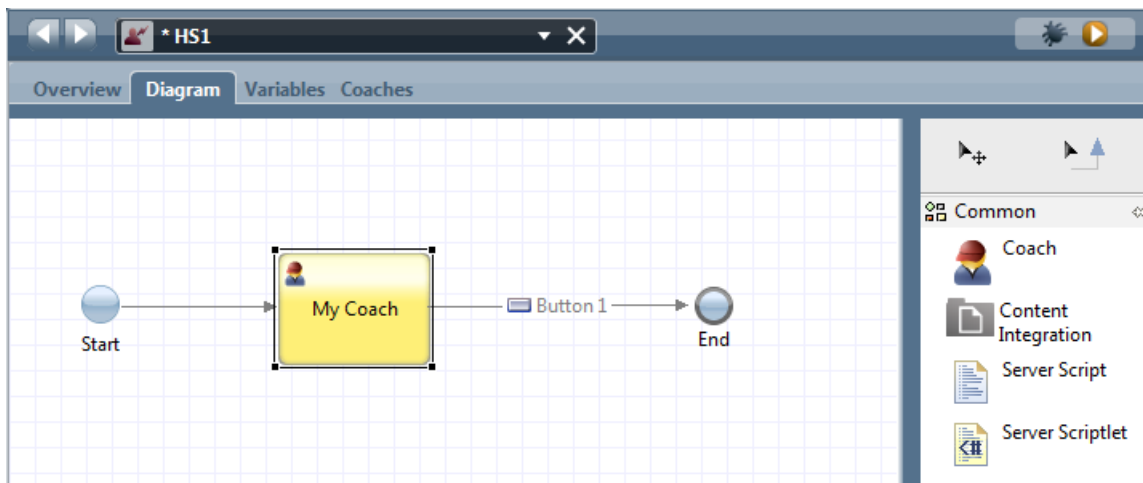 * HS1
Overview Diagram Variables Coaches
Common
Coach
My Coach
Button 1
Content
Integration
Start
End
Server Script
Server Scriptlet
<#